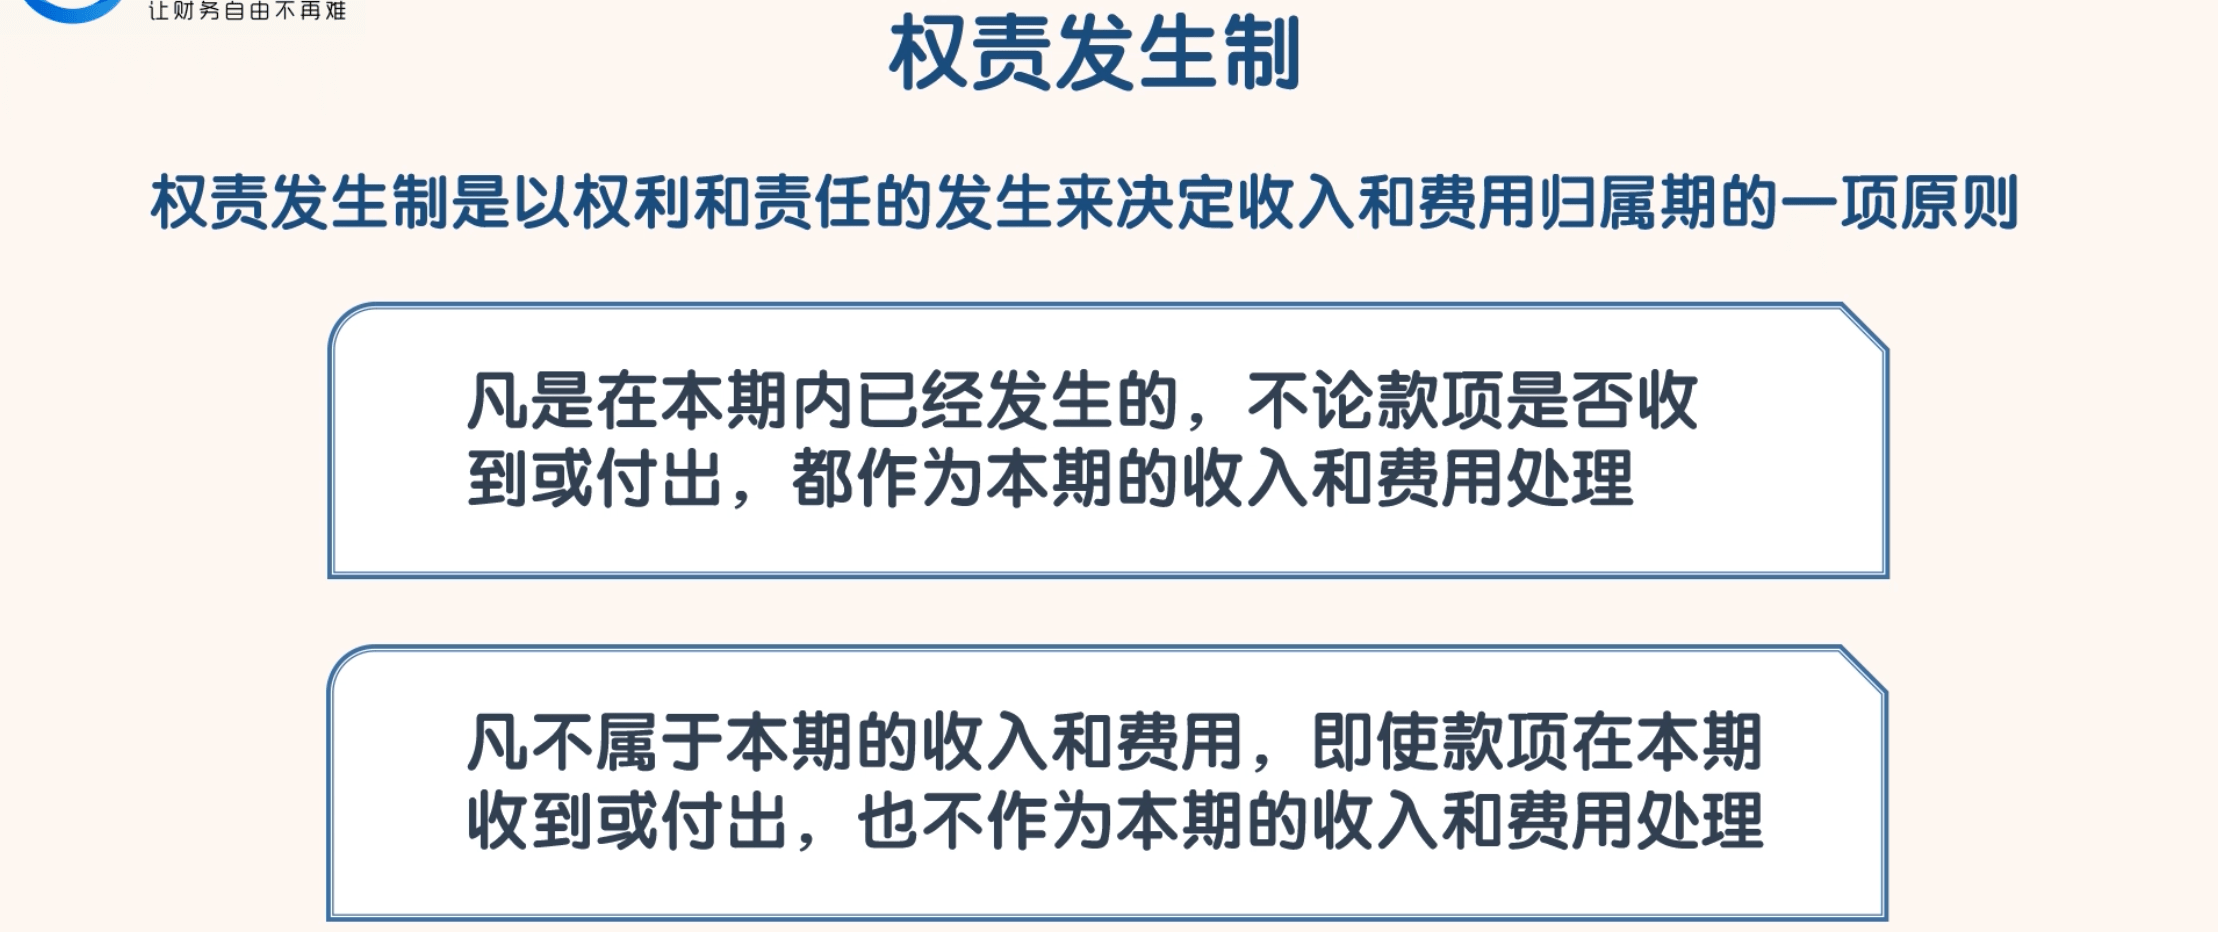 让财务自由不再难
权责发生制
权责发生制是以权利和责任的发生来决定收入和费用归属期的一项原则
凡是在本期内已经发生的，不论款项是否收
到或付出，都作为本期的收入和费用处理
凡不属于本期的收入和费用，即使款项在本期
收到或付出，也不作为本期的收入和费用处理